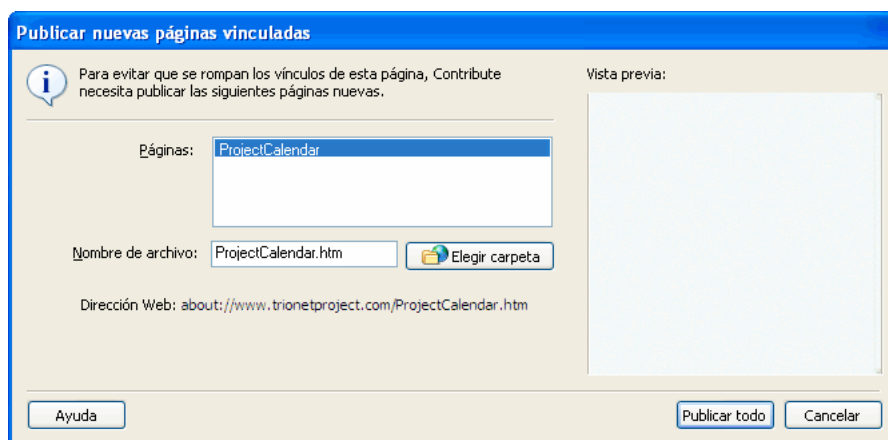 Publicar nuevas páginas vinculadas
Para evitar que se rompan los vínculos de esta página, Contribute
necesita publicar las siguientes páginas nuevas.
Vista previa:
Páginas:
ProjectCalendar
Nombre de archivo:
ProjectCalendar.htm
Elegir carpeta
Dirección Web: about://www.trionetproject.com/ProjectCalendar.htm
Ayuda
Publicar todo
Cancelar